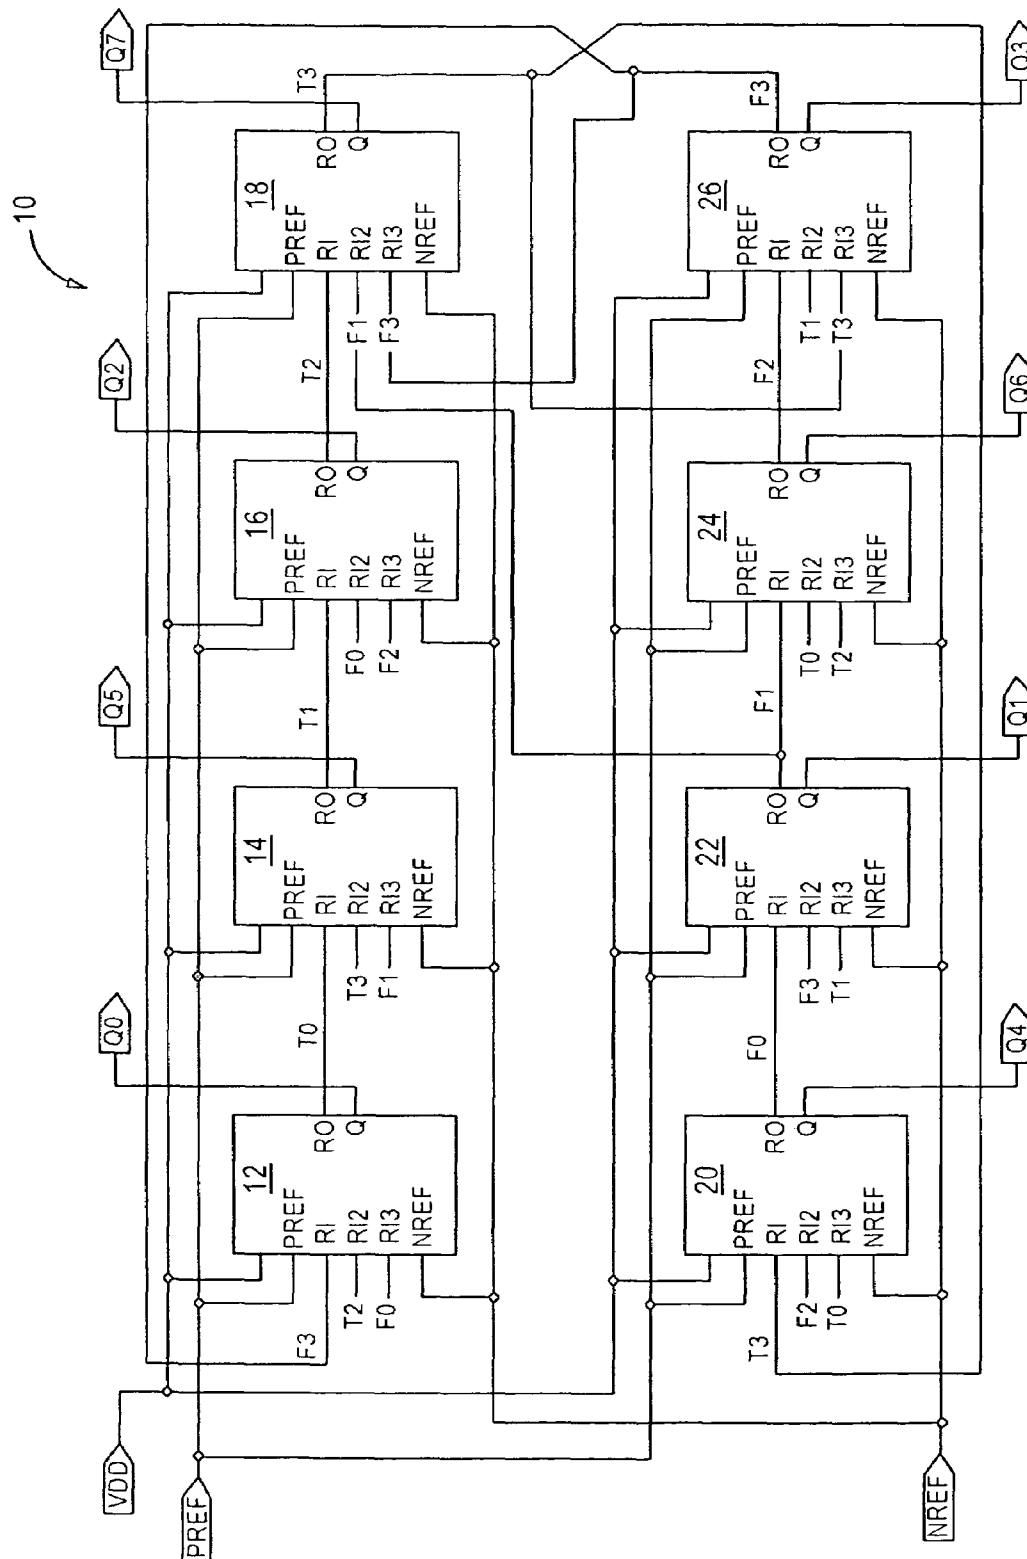 10
VDD
PREF
NREF
Q0
Q5
Q2
Q7
12
PREF
RI
RI2
RI3
NREF
RO
Q
F3
T2
F0
T0
14
PREF
RI
RI2
RI3
NREF
RO
Q
T3
F1
T1
16
PREF
RI
RI2
RI3
NREF
RO
Q
F0
F2
T2
18
PREF
RI
RI2
RI3
NREF
RO
Q
F1
F3
T3
20
PREF
RI
RI2
RI3
NREF
RO
Q
T3
F2
T0
F0
22
PREF
RI
RI2
RI3
NREF
RO
Q
F3
T1
F1
24
PREF
RI
RI2
RI3
NREF
RO
Q
T0
T2
F2
26
PREF
RI
RI2
RI3
NREF
RO
Q
T1
T3
F3
Q4
Q1
Q6
Q3